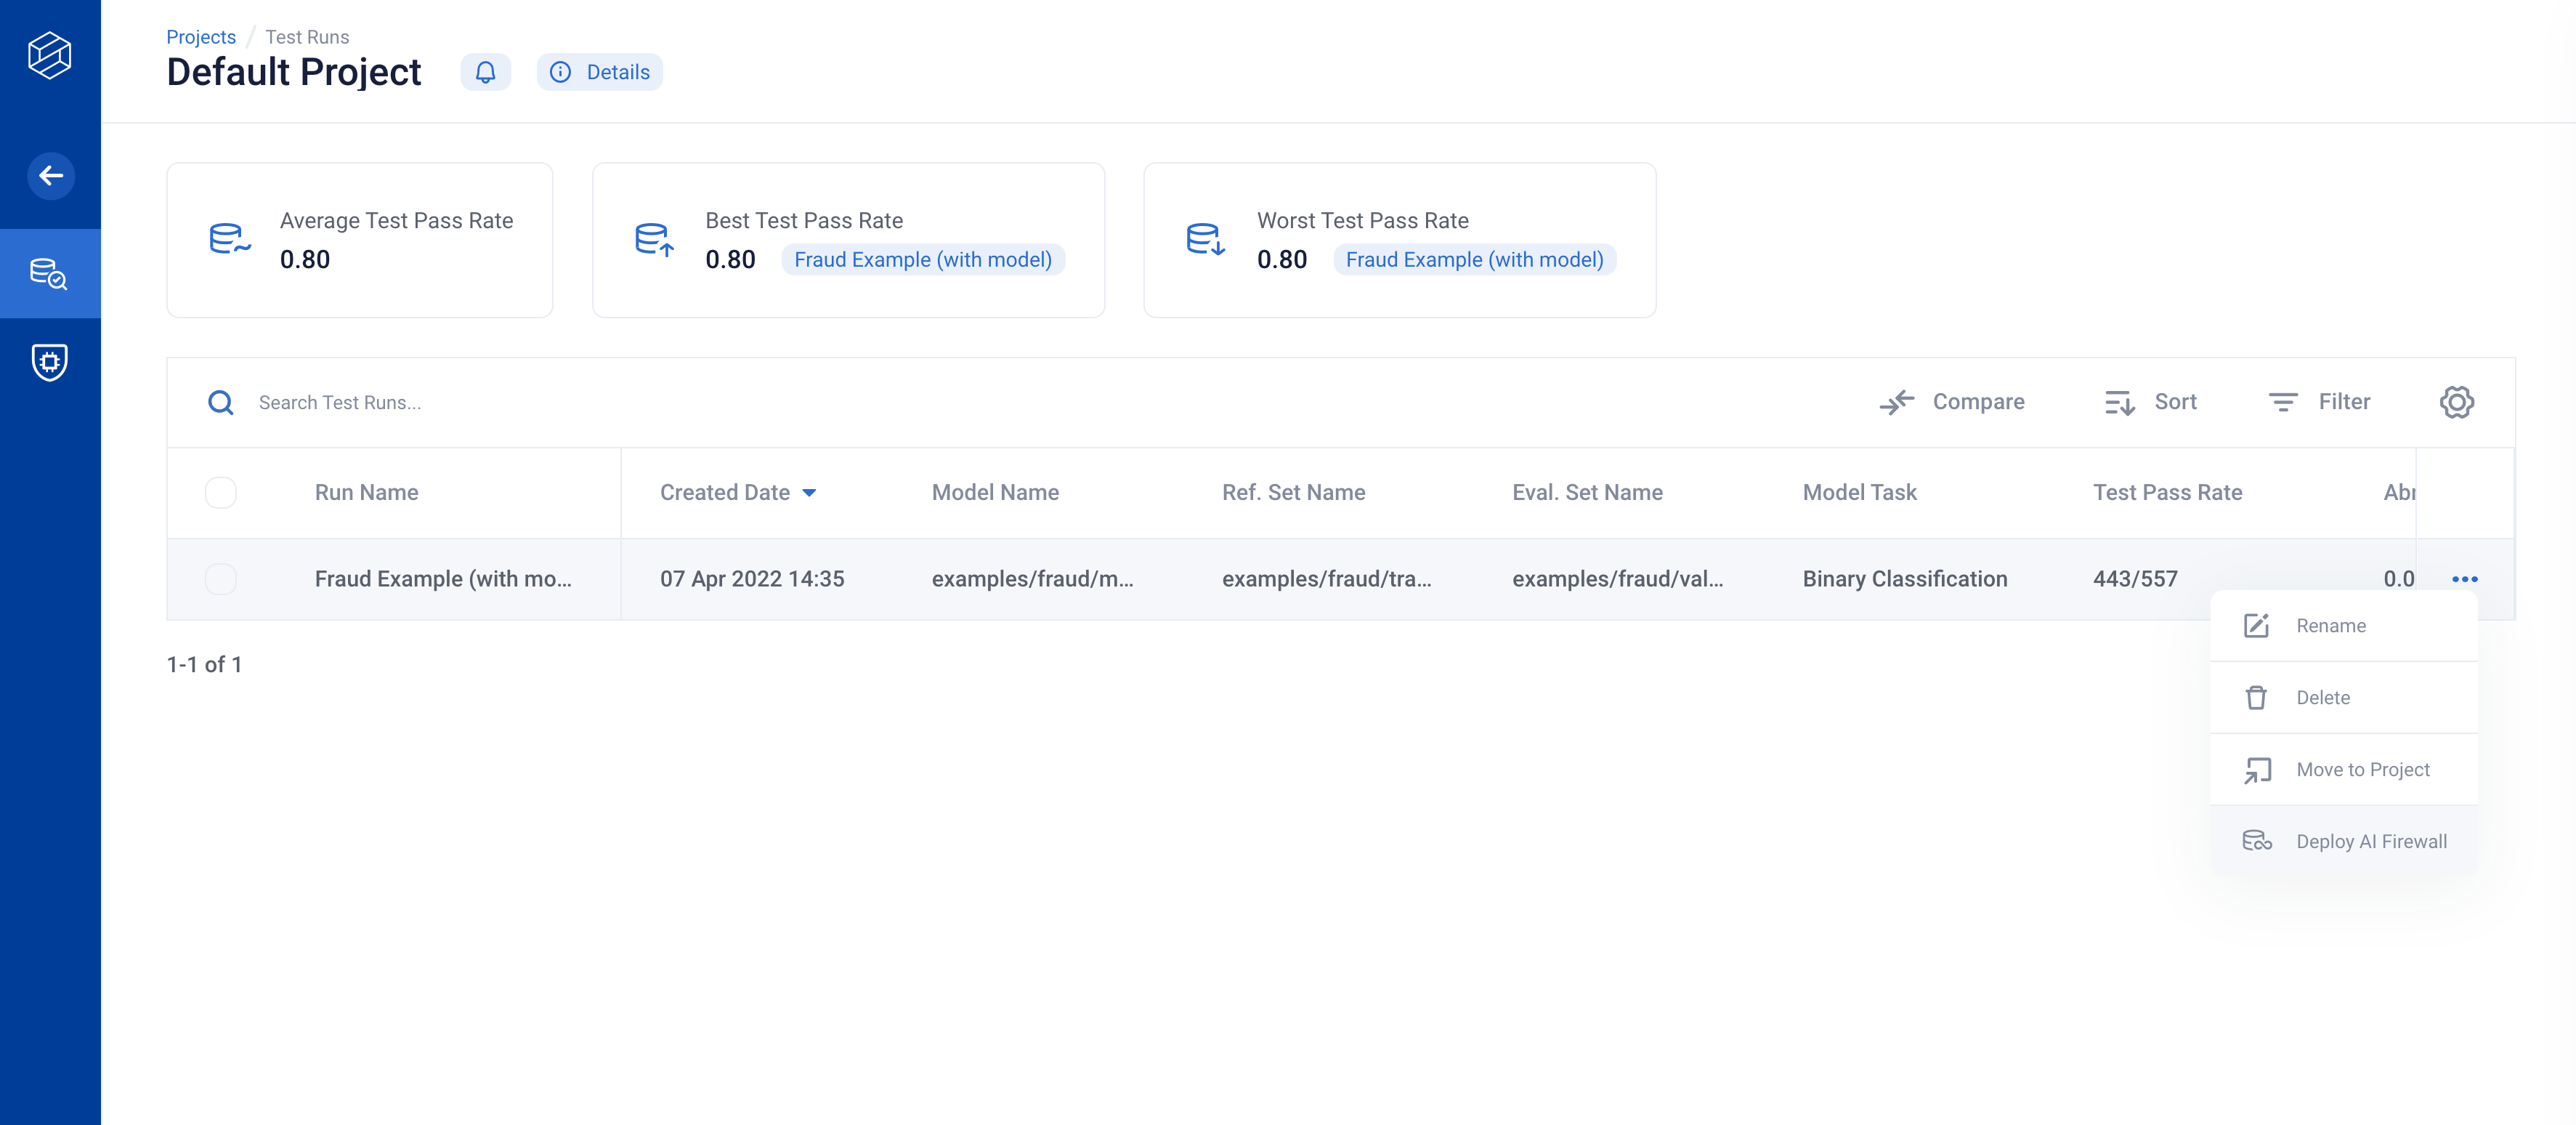 Projects / Test Runs
Default Project
Details
Average Test Pass Rate
0.80
Best Test Pass Rate
0.80 Fraud Example (with model)
Worst Test Pass Rate
0.80 Fraud Example (with model)
Search Test Runs...
Compare Sort Filter
Run Name Created Date Model Name Ref. Set Name Eval. Set Name Model Task Test Pass Rate Abr
Fraud Example (with mo... 07 Apr 2022 14:35 examples/fraud/m... examples/fraud/tra... examples/fraud/val... Binary Classification 443/557 0.0
1-1 of 1
Rename
Delete
Move to Project
Deploy AI Firewall